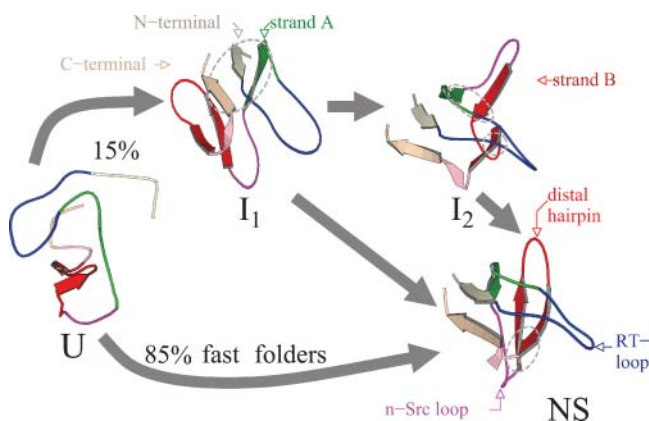 N−terminal
strand A
C−terminal
strand B
15%
I1
I2
distal
hairpin
U
85% fast folders
RT−
loop
n−Src loop
NS